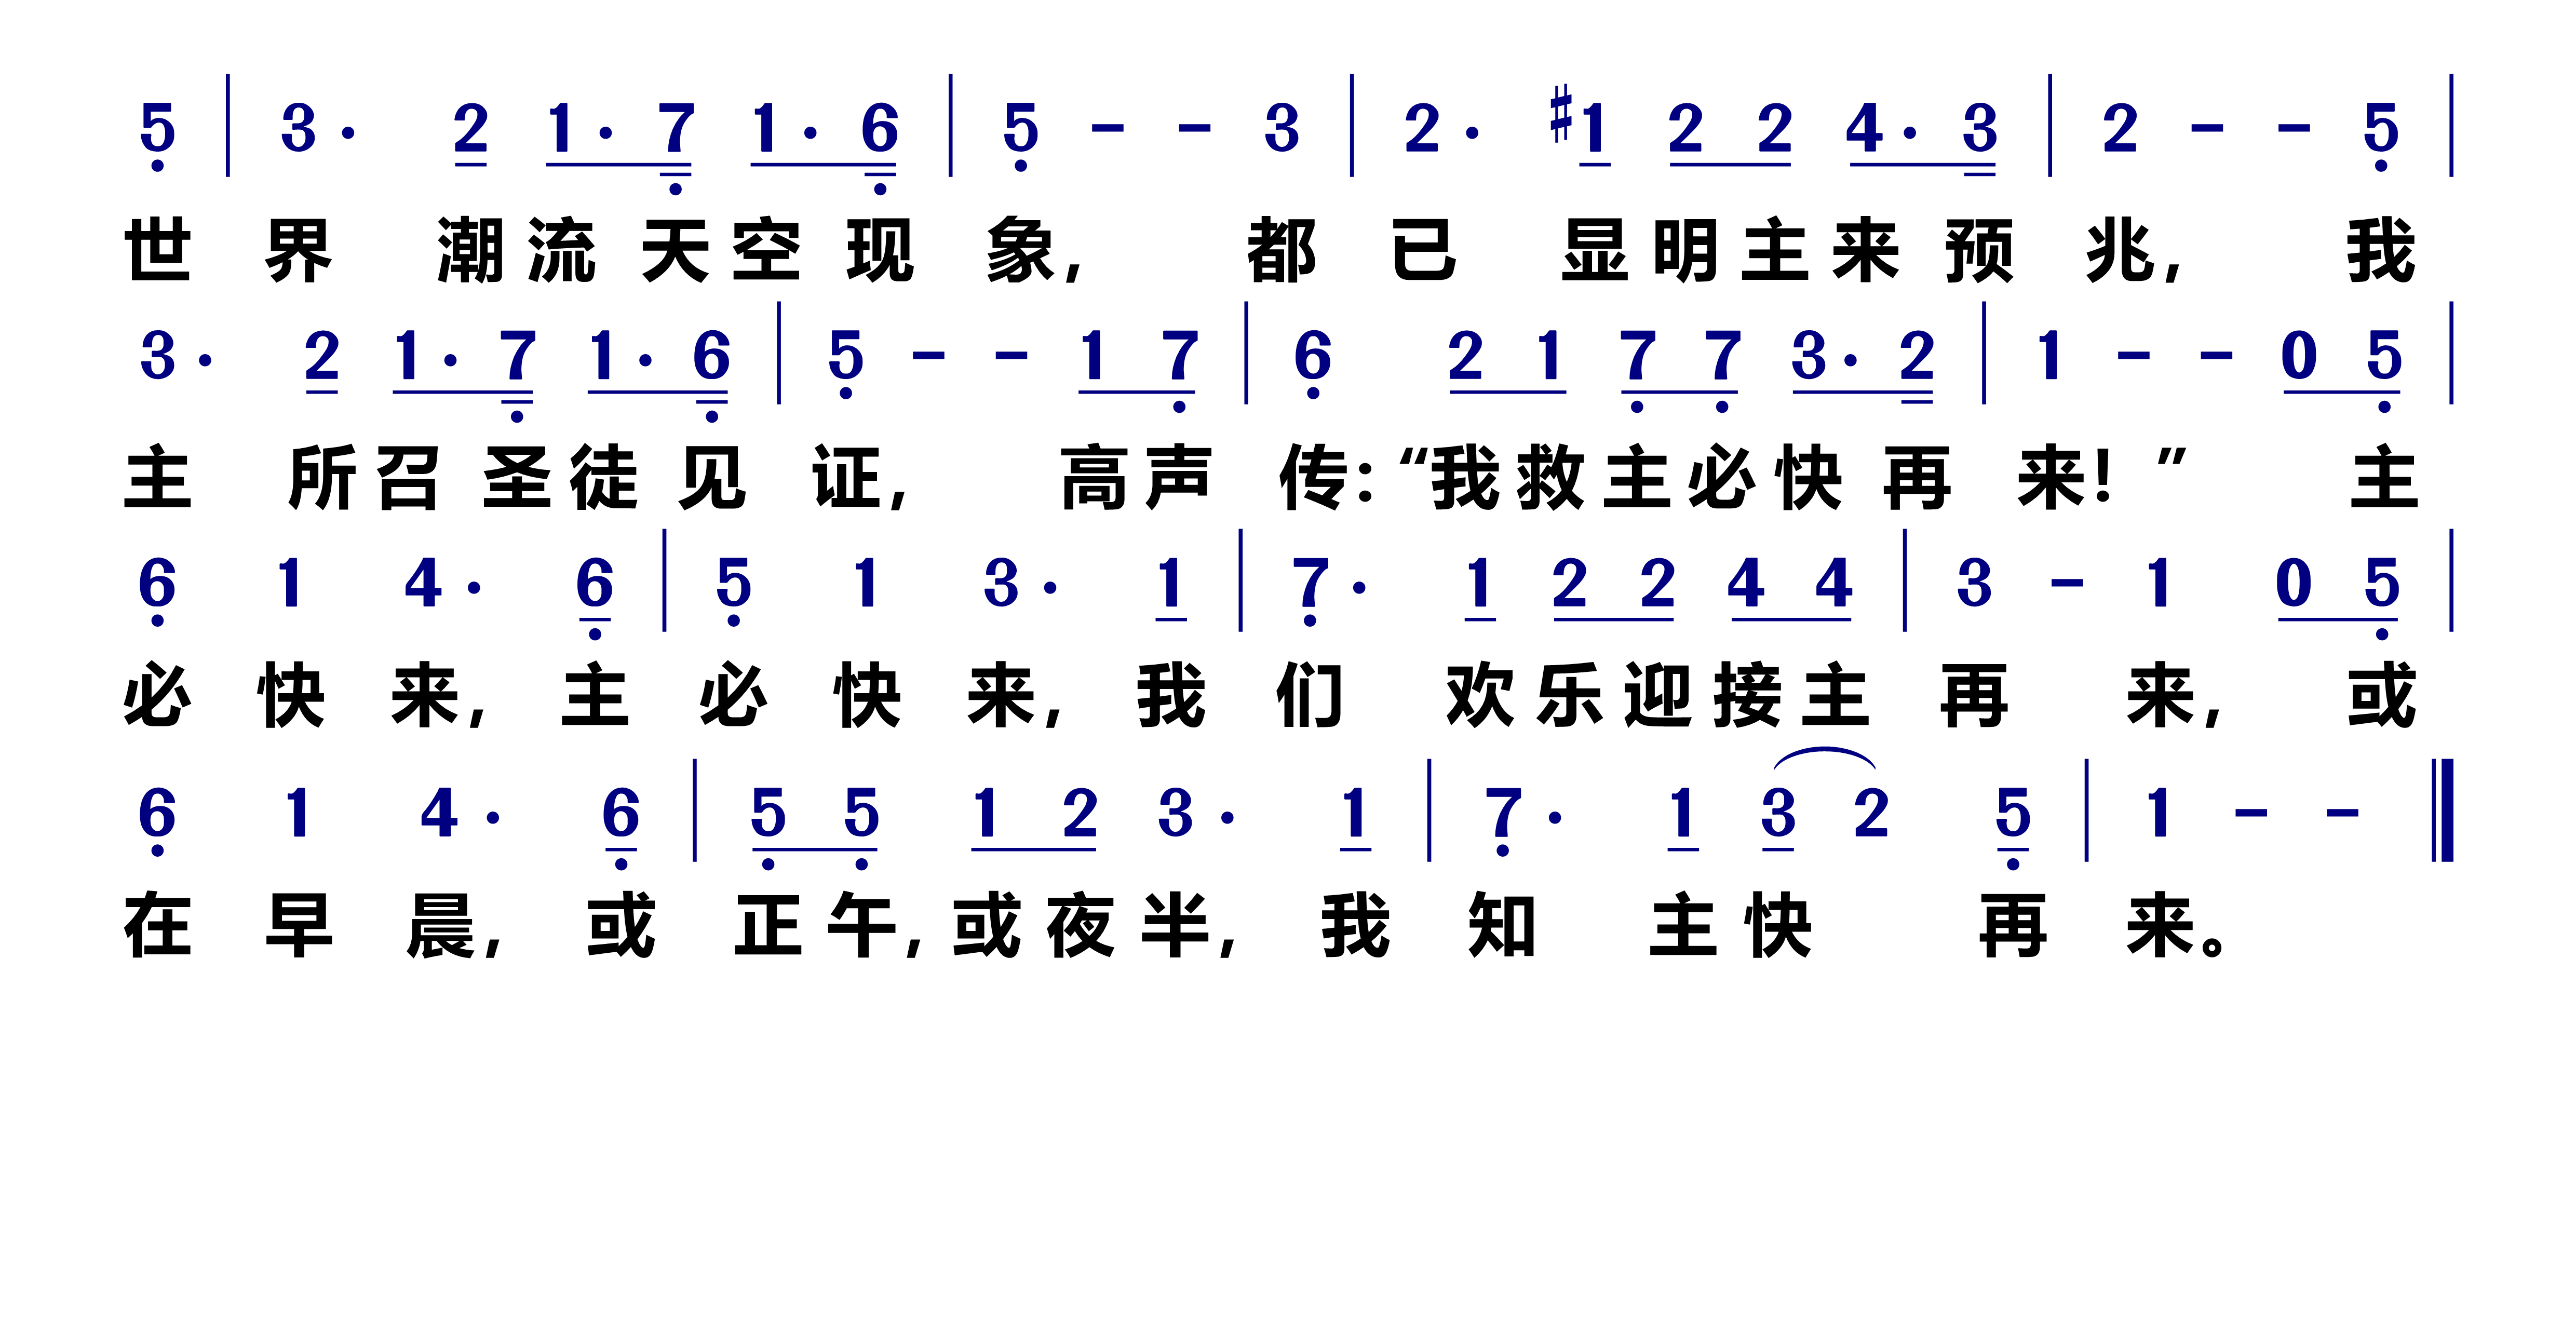 5 | 3 · 2 1 · 7 1 · 6 | 5 – – 3 | 2 · ♯1 2 2 4 · 3 | 2 – – 5 |
世 界 潮 流 天 空 现 象， 都 已 显 明 主 来 预 兆， 我
3 · 2 1 · 7 1 · 6 | 5 – – 1 7 | 6 2 1 7 7 3 · 2 | 1 – – 0 5 |
主 所 召 圣 徒 见 证， 高 声 传：“我 救 主 必 快 再 来！” 主
6 1 4 · 6 | 5 1 3 · 1 | 7 · 1 2 2 4 4 | 3 – 1 0 5 |
必 快 来， 主 必 快 来， 我 们 欢 乐 迎 接 主 再 来， 或
6 1 4 · 6 | 5 5 1 2 3 · 1 | 7 · 1 3 2 5 | 1 – – ‖
在 早 晨， 或 正 午， 或 夜 半， 我 知 主 快 再 来。